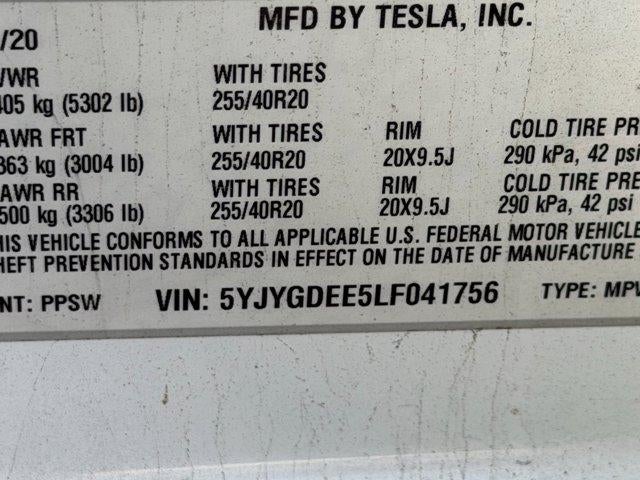 MFD BY TESLA, INC.
/20
VWR WITH TIRES
405 kg (5302 lb) 255/40R20
AWR FRT WITH TIRES RIM COLD TIRE PR
363 kg (3004 lb) 255/40R20 20X9.5J 290 kPa, 42 psi
AWR RR WITH TIRES RIM COLD TIRE PRE
500 kg (3306 lb) 255/40R20 20X9.5J 290 kPa, 42 psi
HIS VEHICLE CONFORMS TO ALL APPLICABLE U.S. FEDERAL MOTOR VEHICLE
HEFT PREVENTION STANDARDS IN EFFECT ON THE DATE OF MANUFACTURE
NT: PPSW VIN: 5YJYGDEE5LF041756 TYPE: MPV